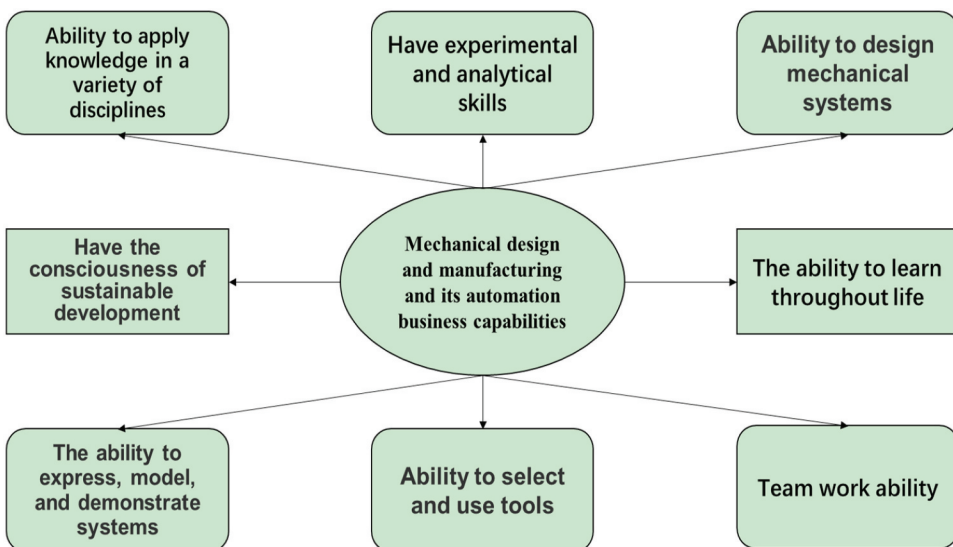 Ability to apply
knowledge in a
variety of
disciplines
Have experimental
and analytical
skills
Ability to design
mechanical
systems
Have the
consciousness of
sustainable
development
Mechanical design
and manufacturing
and its automation
business capabilities
The ability to learn
throughout life
The ability to
express, model,
and demonstrate
systems
Ability to select
and use tools
Team work ability